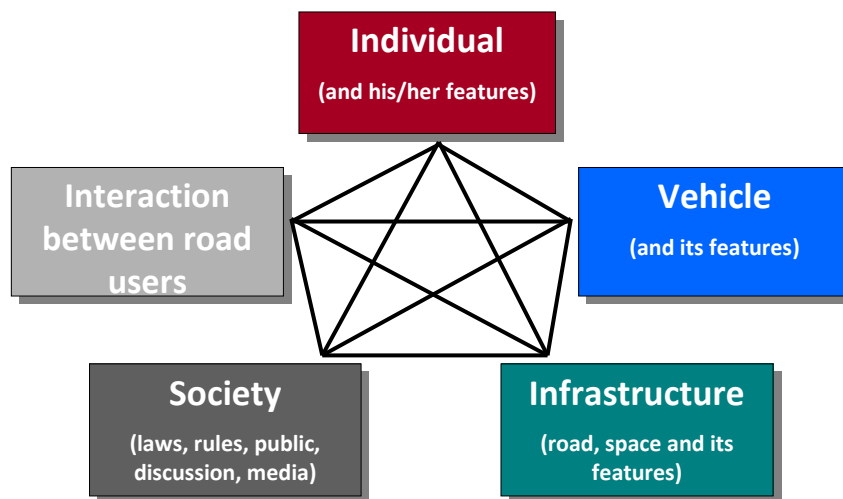 Individual
(and his/her features)
Interaction
between road
users
Vehicle
(and its features)
Society
(laws, rules, public,
discussion, media)
Infrastructure
(road, space and its
features)